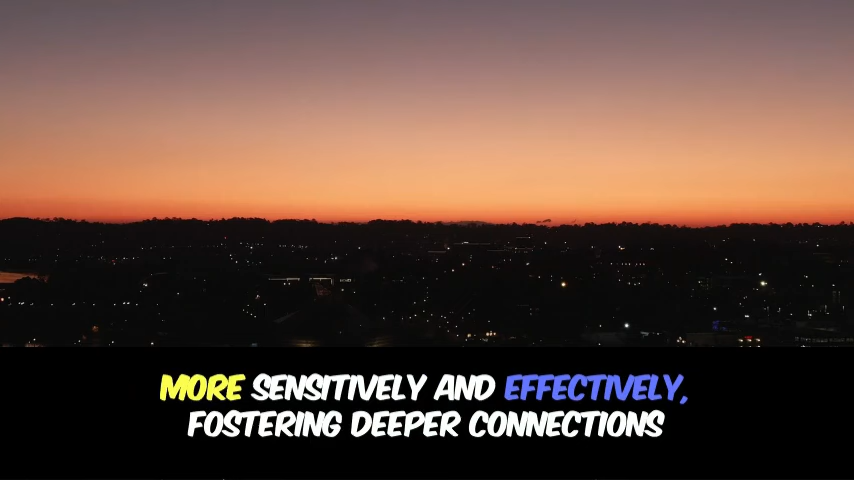 MORE SENSITIVELY AND EFFECTIVELY,
FOSTERING DEEPER CONNECTIONS